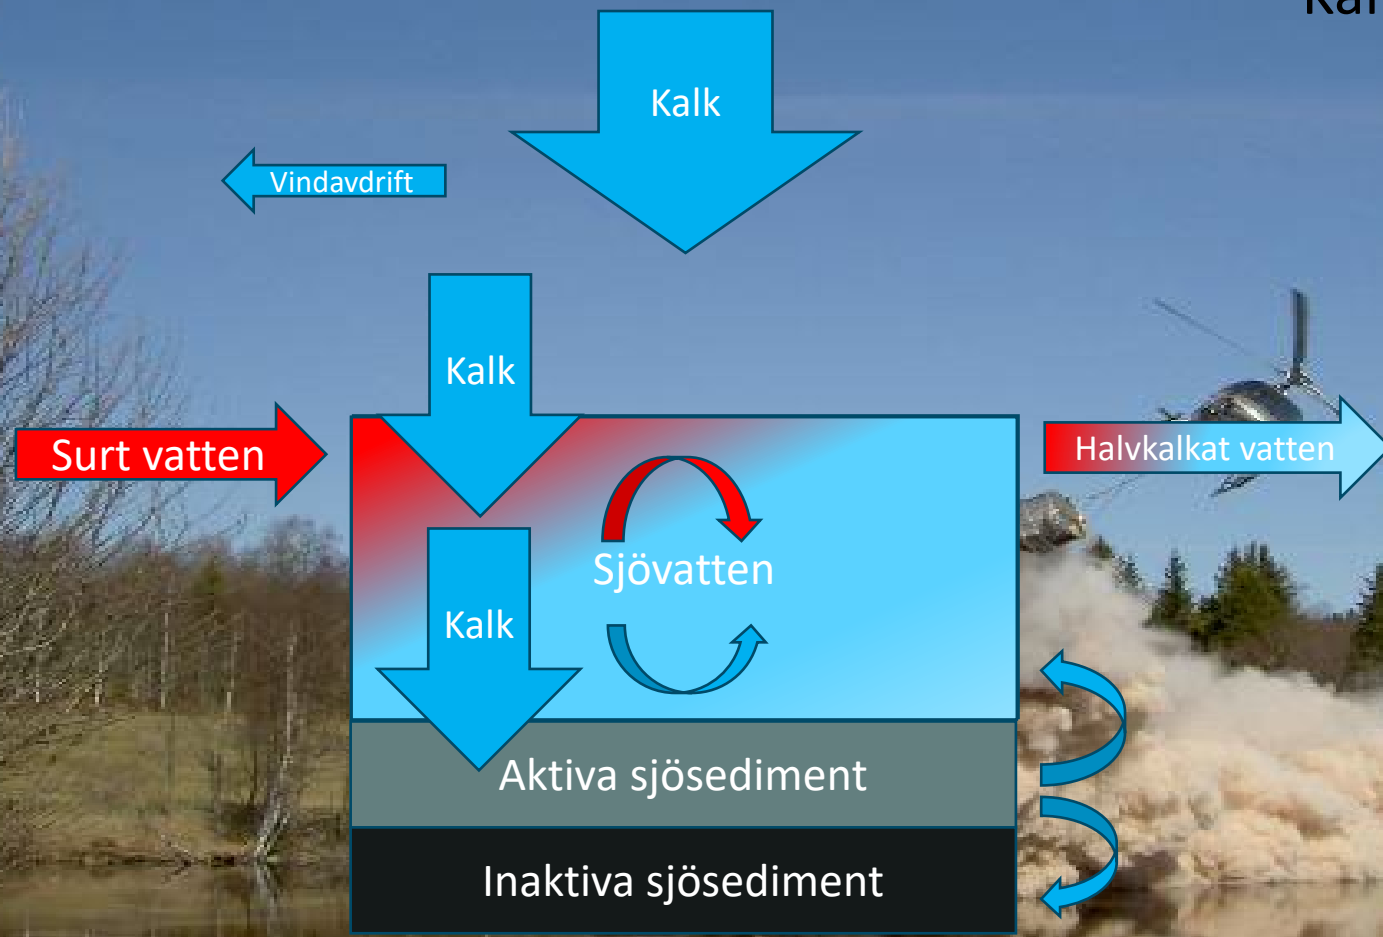 Kalk
Vindavdrift
Kalk
Surt vatten
Halvkalkat vatten
Sjövatten
Kalk
Aktiva sjösediment
Inaktiva sjösediment